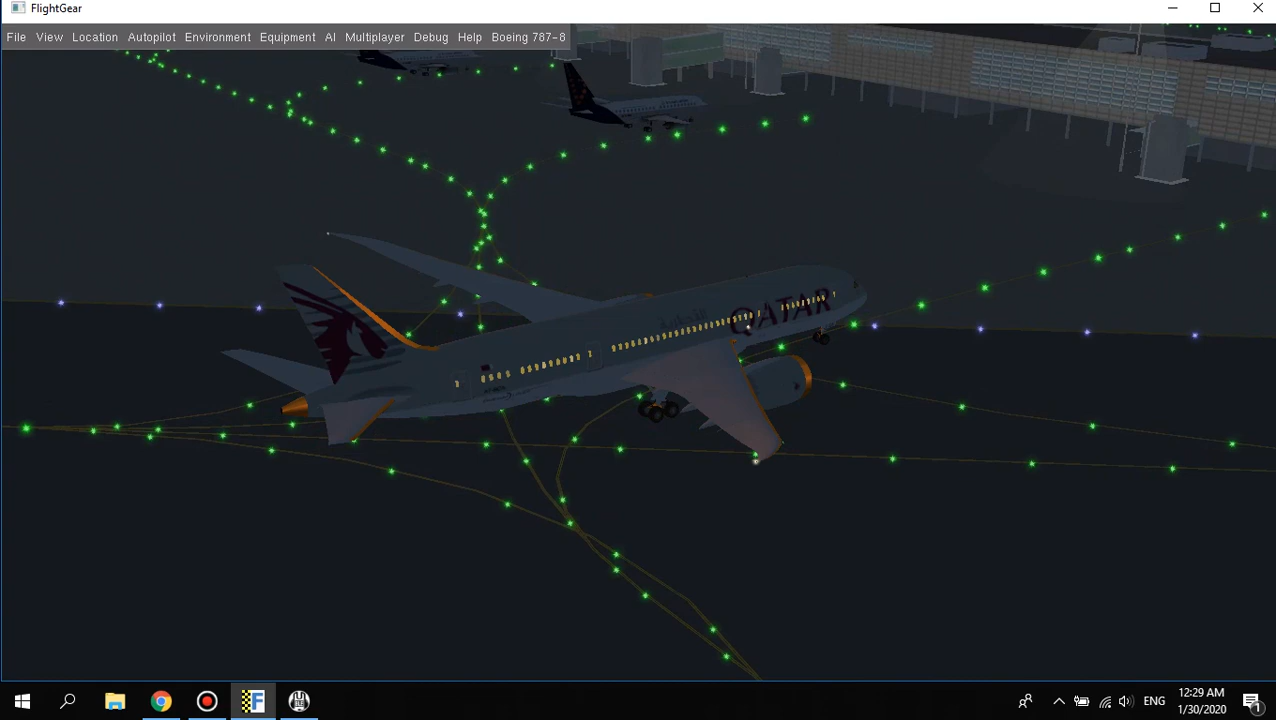 FlightGear
File View Location Autopilot Environment Equipment AI Multiplayer Debug Help Boeing 787-8
QATAR
ENG
12:29 AM
1/30/2020
1